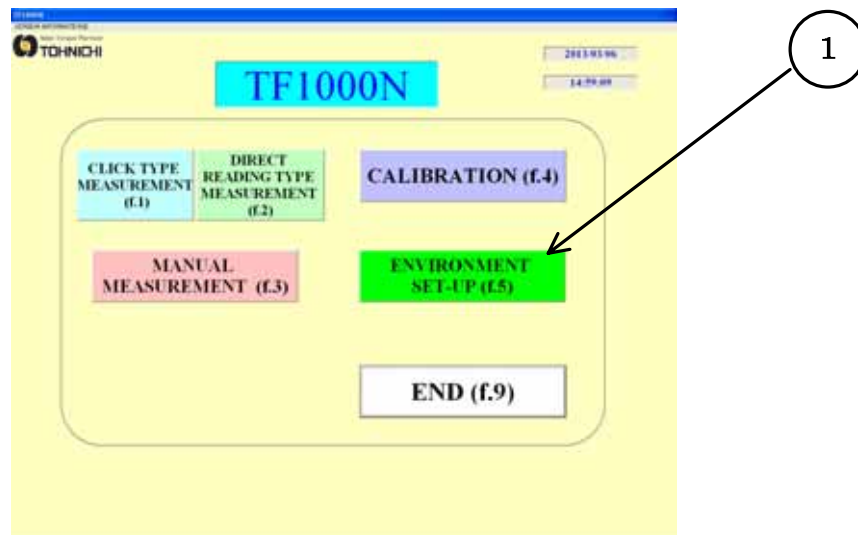 TF1000N
TOHNICHI
2013/03/06
TF1000N
14:59:09
1
CLICK TYPE
MEASUREMENT
(f.1)
DIRECT
READING TYPE
MEASUREMENT
(f.2)
CALIBRATION (f.4)
MANUAL
MEASUREMENT (f.3)
ENVIRONMENT
SET-UP (f.5)
END (f.9)